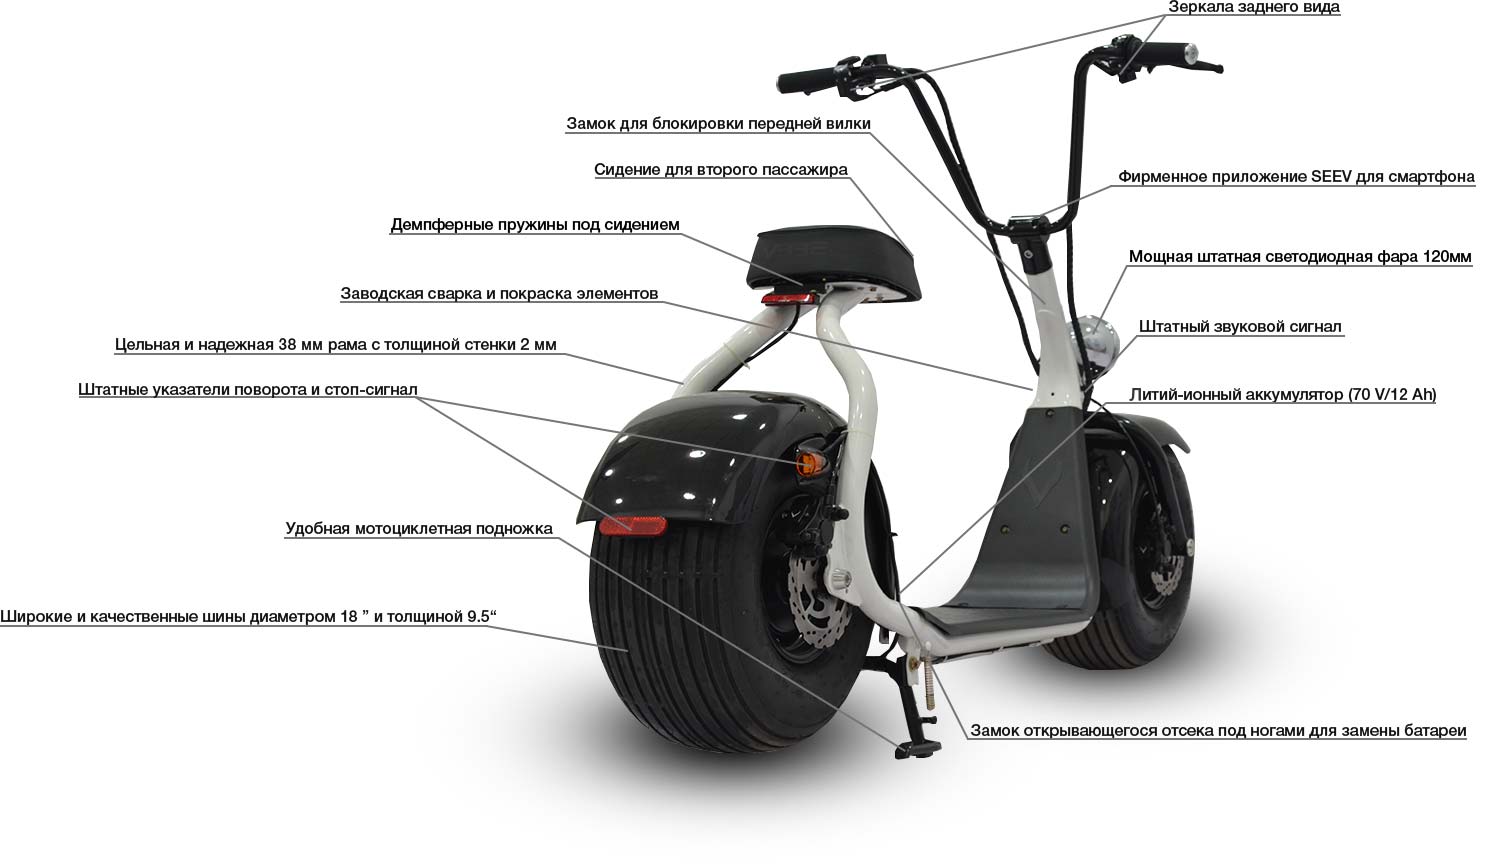 Зеркала заднего вида
Замок для блокировки передней вилки
Сидение для второго пассажира
Фирменное приложение SEEV для смартфона
Демпферные пружины под сидением
Мощная штатная светодиодная фара 120мм
Заводская сварка и покраска элементов
Штатный звуковой сигнал
Цельная и надежная 38 мм рама с толщиной стенки 2 мм
Штатные указатели поворота и стоп-сигнал
Литий-ионный аккумулятор (70 V/12 Ah)
Удобная мотоциклетная подножка
Широкие и качественные шины диаметром 18 ” и толщиной 9.5“
Замок открывающегося отсека под ногами для замены батареи